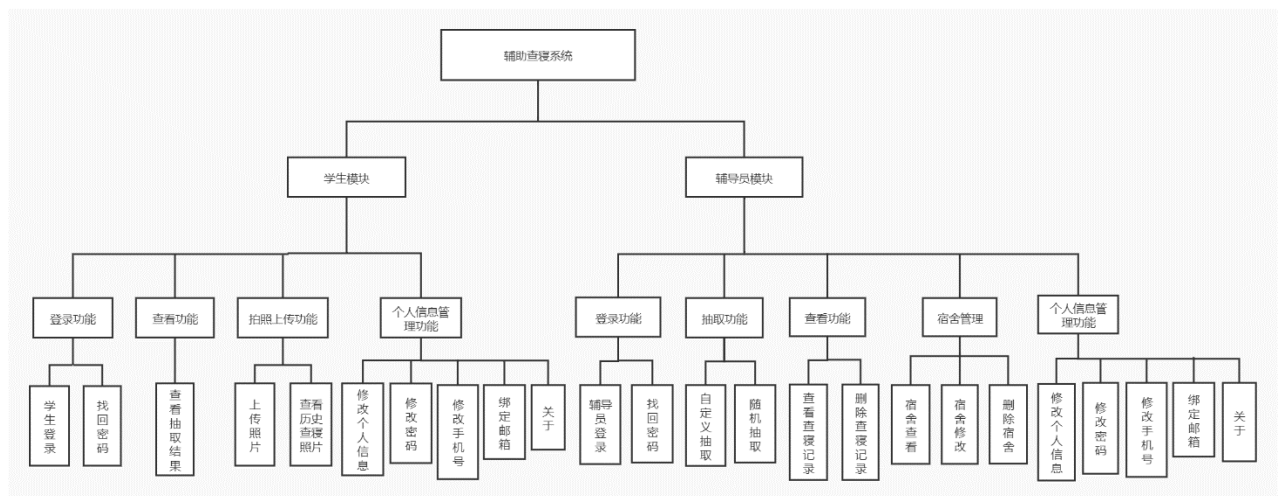 辅助查寝系统
学生模块
辅导员模块
登录功能
查看功能
拍照上传功能
个人信息管
理功能
登录功能
抽取功能
查看功能
宿舍管理
个人信息管
理功能
学生登录
找回密码
查看抽取结果
上传照片
查看
历史
查寝
照片
修改个人信息
修改密码
修改手机号
绑定邮箱
关于
辅导
员登录
找回密码
自定义抽取
随机抽取
查看查寝记录
删除查寝记录
宿舍查看
宿舍修改
删除宿舍
修改个人信息
修改密码
修改手机号
绑定邮箱
关于